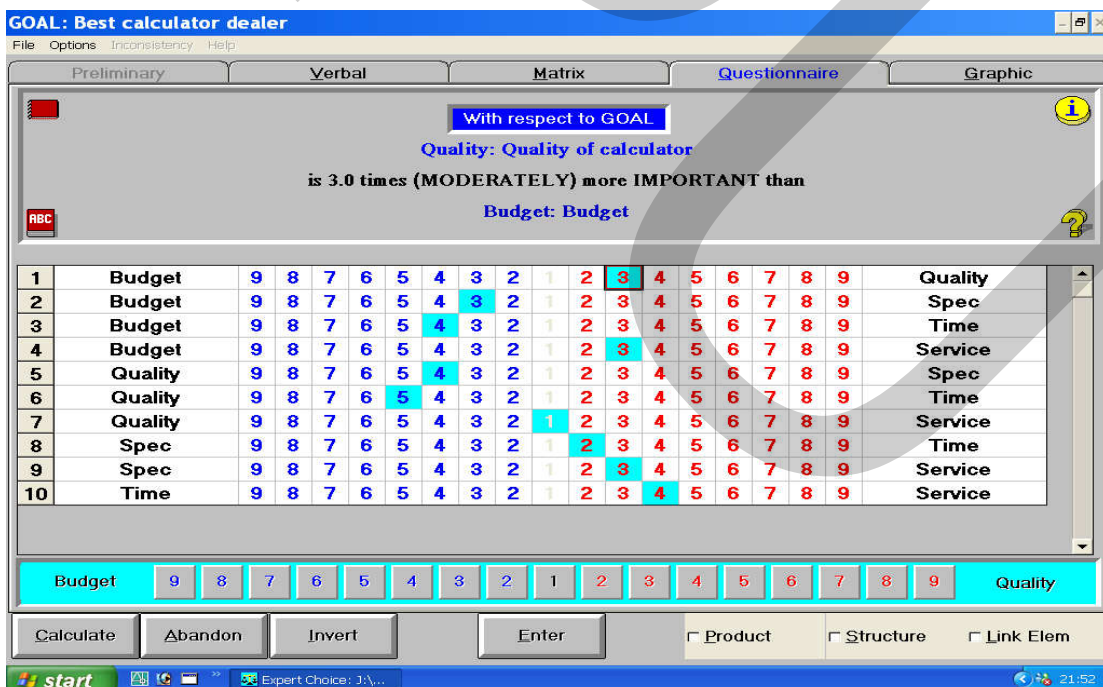 GOAL: Best calculator dealer
File Options Inconsistency Help
Preliminary Verbal Matrix Questionnaire Graphic
With respect to GOAL
Quality: Quality of calculator
is 3.0 times (MODERATELY) more IMPORTANT than
ABC Budget: Budget
1 Budget 9 8 7 6 5 4 3 2 1 2 3 4 5 6 7 8 9 Quality
2 Budget 9 8 7 6 5 4 3 2 1 2 3 4 5 6 7 8 9 Spec
3 Budget 9 8 7 6 5 4 3 2 1 2 3 4 5 6 7 8 9 Time
4 Budget 9 8 7 6 5 4 3 2 1 2 3 4 5 6 7 8 9 Service
5 Quality 9 8 7 6 5 4 3 2 1 2 3 4 5 6 7 8 9 Spec
6 Quality 9 8 7 6 5 4 3 2 1 2 3 4 5 6 7 8 9 Time
7 Quality 9 8 7 6 5 4 3 2 1 2 3 4 5 6 7 8 9 Service
8 Spec 9 8 7 6 5 4 3 2 1 2 3 4 5 6 7 8 9 Time
9 Spec 9 8 7 6 5 4 3 2 1 2 3 4 5 6 7 8 9 Service
10 Time 9 8 7 6 5 4 3 2 1 2 3 4 5 6 7 8 9 Service
Budget 9 8 7 6 5 4 3 2 1 2 3 4 5 6 7 8 9 Quality
Calculate Abandon Invert Enter Product Structure Link Elem
start Expert Choice: J:\... 21:52